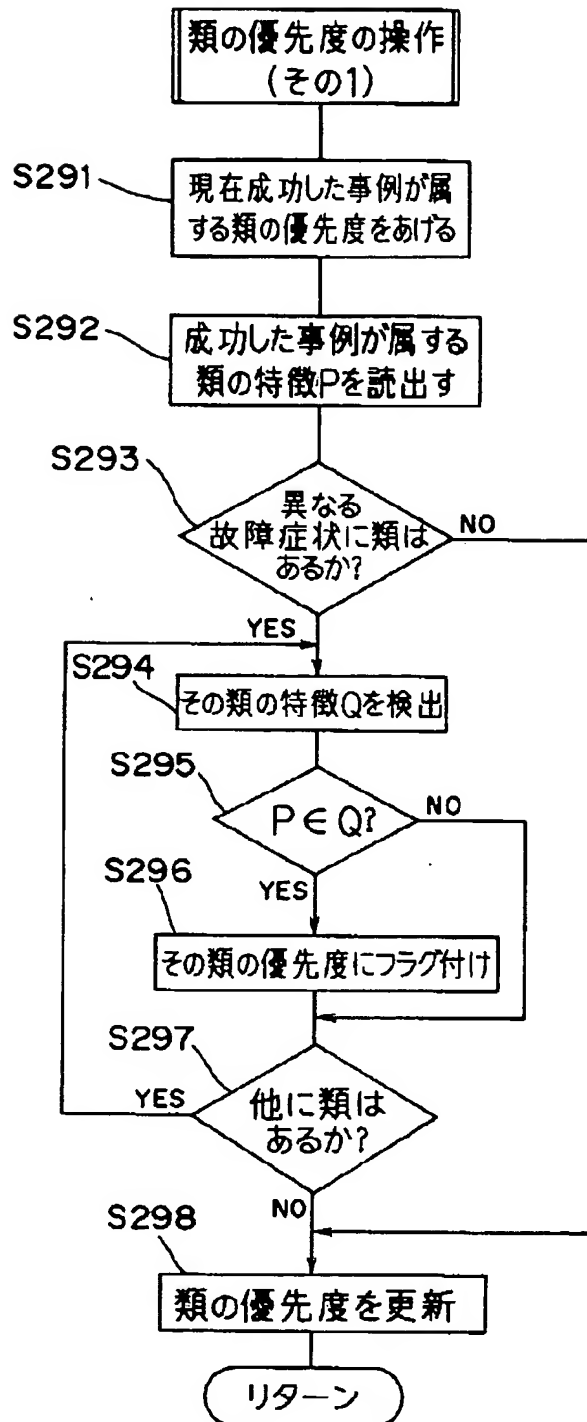 類の優先度の操作
(その1)
S291
現在成功した事例が属
する類の優先度をあげる
S292
成功した事例が属する
類の特徴Pを読出す
S293
異なる
故障症状に類は
あるか?
NO
YES
S294
その類の特徴Qを検出
S295
P∈Q?
NO
YES
S296
その類の優先度にフラグ付け
S297
他に類は
あるか?
YES
NO
S298
類の優先度を更新
リターン